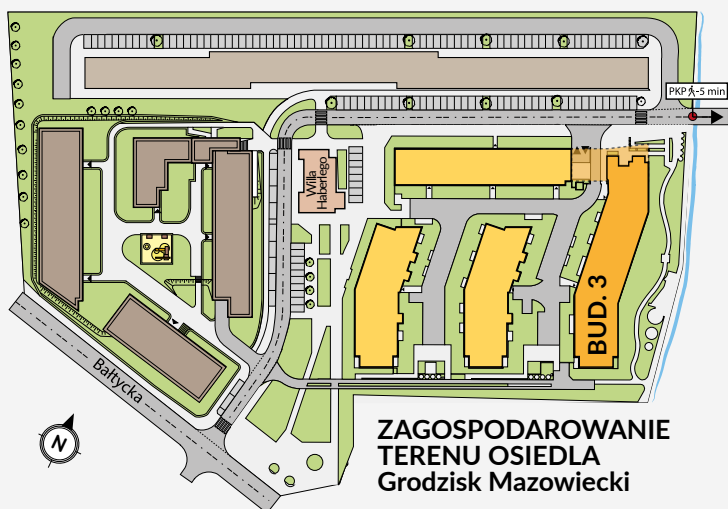 PKP -5 min
Willa
Haberlego
BUD. 3
Bałtycka
N
ZAGOSPODAROWANIE
TERENU OSIEDLA
Grodzisk Mazowiecki